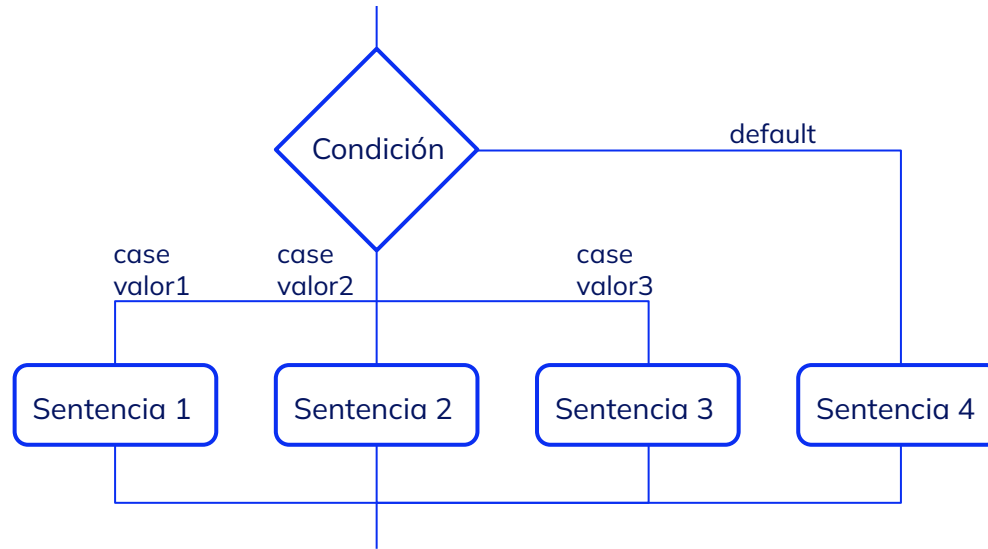 Condición
default
case
valor1
case
valor2
case
valor3
Sentencia 1
Sentencia 2
Sentencia 3
Sentencia 4